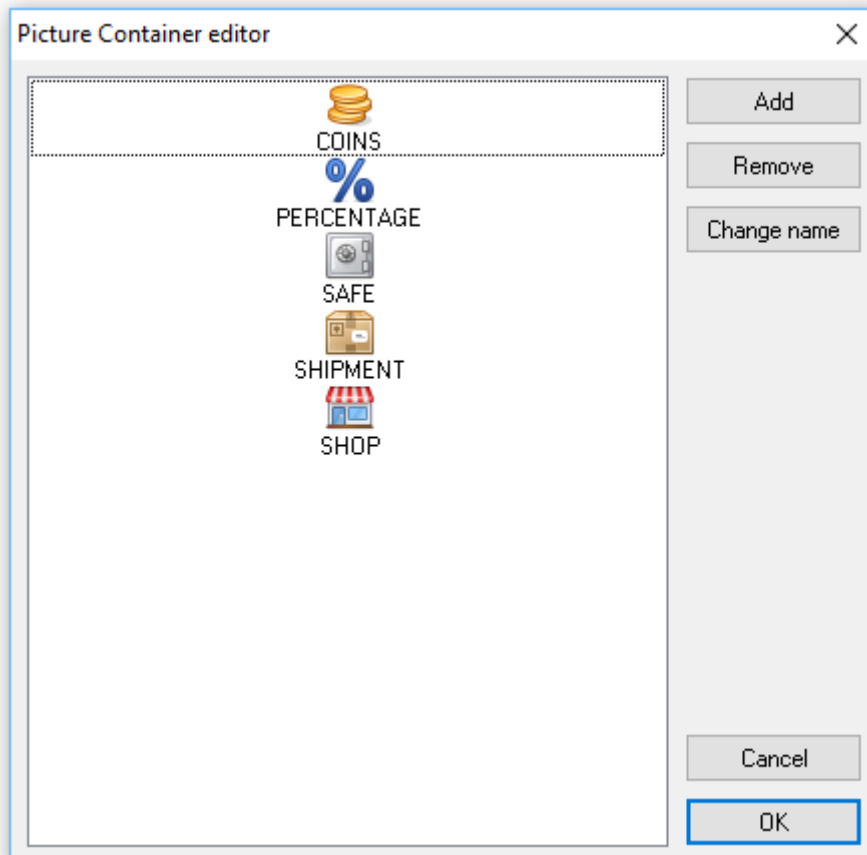 Picture Container editor
COINS
PERCENTAGE
SAFE
SHIPMENT
SHOP
Add
Remove
Change name
Cancel
OK